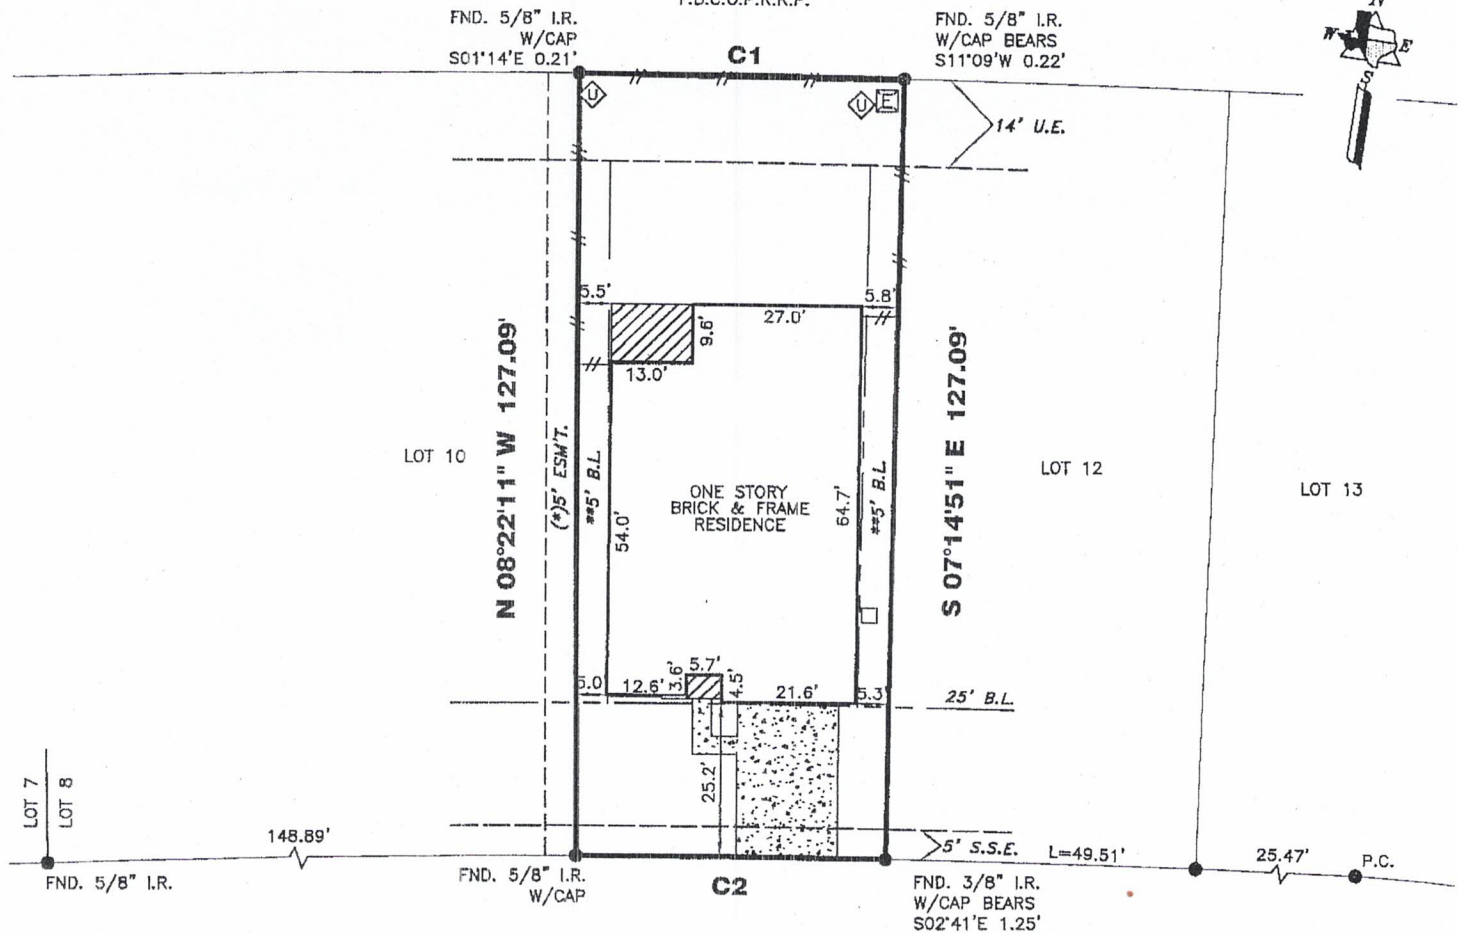 FND. 5/8" I.R.
W/CAP
S01°14'E 0.21'
C1
FND. 5/8" I.R.
W/CAP BEARS
S11°09'W 0.22'
N
W
E
S
U
U
E
14' U.E.
5.5'
5.8'
27.0'
9.6'
13.0'
N 08°22'11" W 127.09'
S 07°14'51" E 127.09'
LOT 10
(*)5' ESM'T.
**5' B.L.
54.0'
ONE STORY
BRICK & FRAME
RESIDENCE
64.7'
**5' B.L.
LOT 12
LOT 13
5.0
12.6'
3.6'
5.7'
4.5'
21.6'
5.3'
25' B.L.
25.2'
LOT 7
LOT 8
148.89'
5' S.S.E.
L=49.51'
25.47'
P.C.
FND. 5/8" I.R.
FND. 5/8" I.R.
W/CAP
C2
FND. 3/8" I.R.
W/CAP BEARS
S02°41'E 1.25'